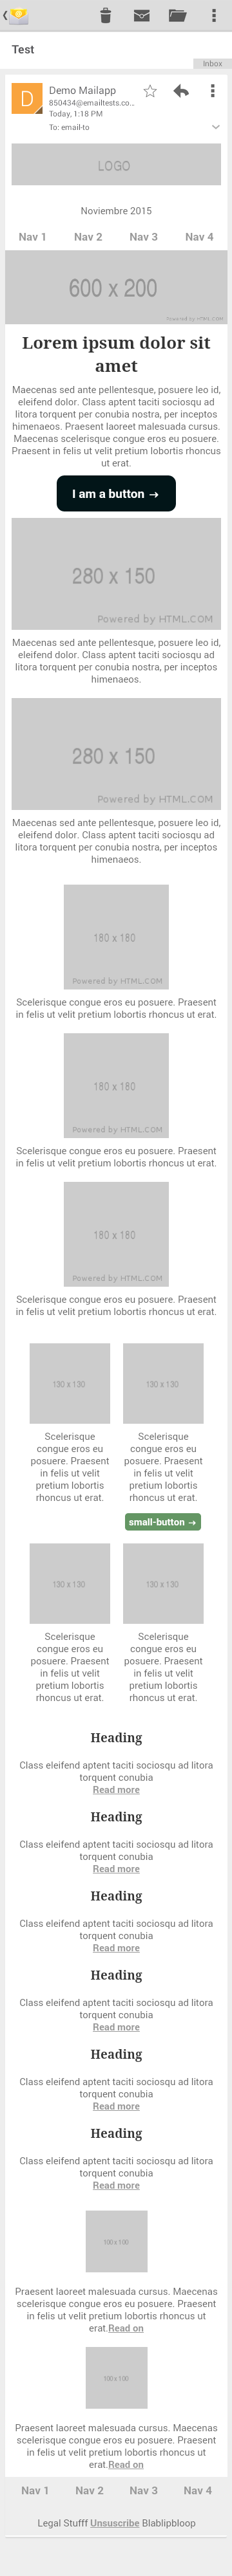 Test
Inbox
D
Demo Mailapp
850434@emailtests.co...
Today, 1:18 PM
To: email-to
LOGO
Noviembre 2015
Nav 1 Nav 2 Nav 3 Nav 4
600 x 200
Powered by HTML.COM
Lorem ipsum dolor sit
amet
Maecenas sed ante pellentesque, posuere leo id,
eleifend dolor. Class aptent taciti sociosqu ad
litora torquent per conubia nostra, per inceptos
himenaeos. Praesent laoreet malesuada cursus.
Maecenas scelerisque congue eros eu posuere.
Praesent in felis ut velit pretium lobortis rhoncus
ut erat.
I am a button →
280 x 150
Powered by HTML.COM
Maecenas sed ante pellentesque, posuere leo id,
eleifend dolor. Class aptent taciti sociosqu ad
litora torquent per conubia nostra, per inceptos
himenaeos.
280 x 150
Powered by HTML.COM
Maecenas sed ante pellentesque, posuere leo id,
eleifend dolor. Class aptent taciti sociosqu ad
litora torquent per conubia nostra, per inceptos
himenaeos.
180 x 180
Powered by HTML.COM
Scelerisque congue eros eu posuere. Praesent
in felis ut velit pretium lobortis rhoncus ut erat.
180 x 180
Powered by HTML.COM
Scelerisque congue eros eu posuere. Praesent
in felis ut velit pretium lobortis rhoncus ut erat.
180 x 180
Powered by HTML.COM
Scelerisque congue eros eu posuere. Praesent
in felis ut velit pretium lobortis rhoncus ut erat.
130 x 130
Scelerisque
congue eros eu
posuere. Praesent
in felis ut velit
pretium lobortis
rhoncus ut erat.
130 x 130
Scelerisque
congue eros eu
posuere. Praesent
in felis ut velit
pretium lobortis
rhoncus ut erat.
small-button →
130 x 130
Scelerisque
congue eros eu
posuere. Praesent
in felis ut velit
pretium lobortis
rhoncus ut erat.
130 x 130
Scelerisque
congue eros eu
posuere. Praesent
in felis ut velit
pretium lobortis
rhoncus ut erat.
Heading
Class eleifend aptent taciti sociosqu ad litora
torquent conubia
Read more
Heading
Class eleifend aptent taciti sociosqu ad litora
torquent conubia
Read more
Heading
Class eleifend aptent taciti sociosqu ad litora
torquent conubia
Read more
Heading
Class eleifend aptent taciti sociosqu ad litora
torquent conubia
Read more
Heading
Class eleifend aptent taciti sociosqu ad litora
torquent conubia
Read more
Heading
Class eleifend aptent taciti sociosqu ad litora
torquent conubia
Read more
100 x 100
Praesent laoreet malesuada cursus. Maecenas
scelerisque congue eros eu posuere. Praesent
in felis ut velit pretium lobortis rhoncus ut
erat.Read on
100 x 100
Praesent laoreet malesuada cursus. Maecenas
scelerisque congue eros eu posuere. Praesent
in felis ut velit pretium lobortis rhoncus ut
erat.Read on
Nav 1 Nav 2 Nav 3 Nav 4
Legal Stufff Unsuscribe Blablipbloop